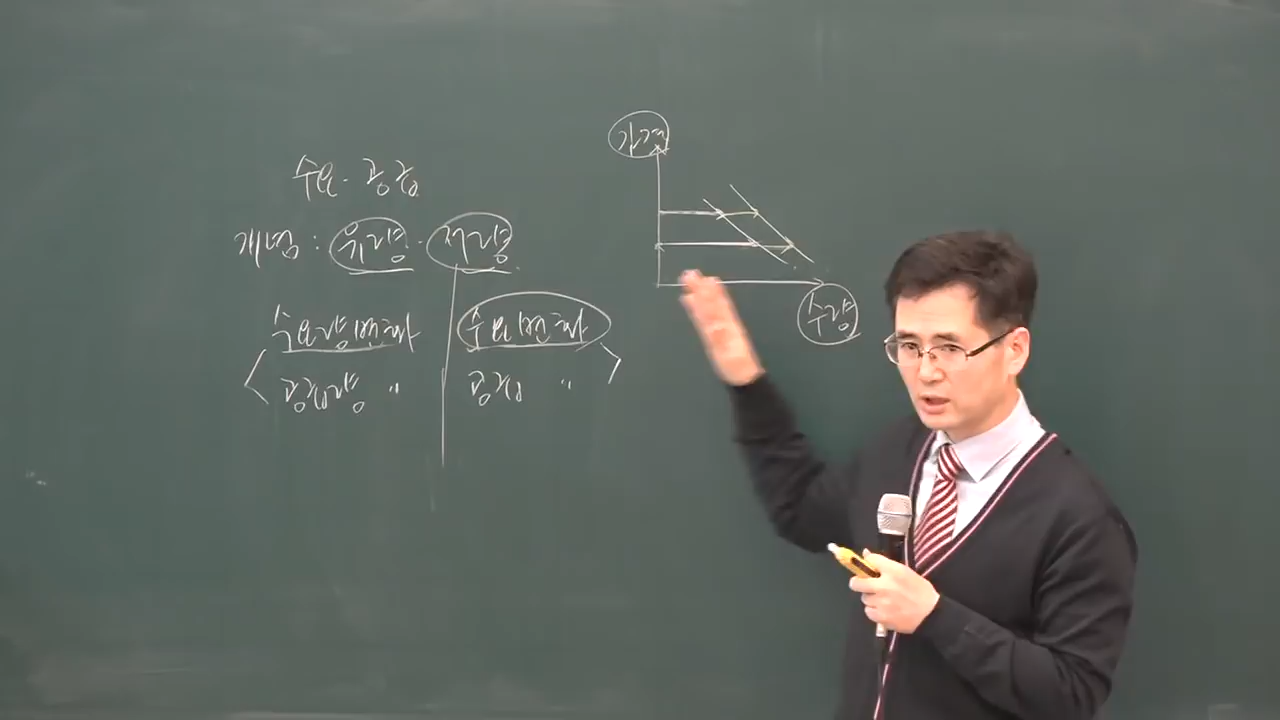 수요·공급
개념 : 유량·저량
수요량 변화 수요 변화
공급량 〃 공급 〃
가격
수량